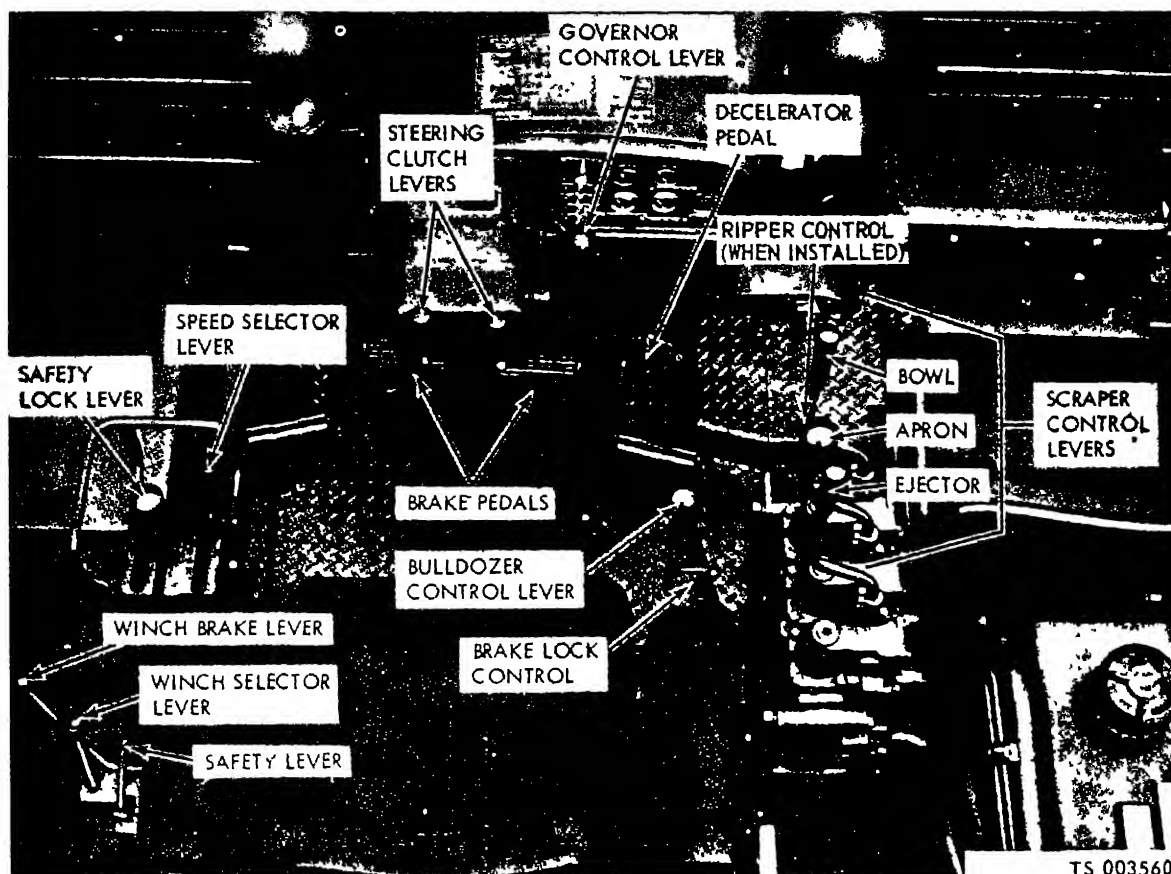 GOVERNOR
CONTROL LEVER
DECELERATOR
PEDAL
STEERING
CLUTCH
LEVERS
RIPPER CONTROL
(WHEN INSTALLED)
SPEED SELECTOR
LEVER
SAFETY
LOCK LEVER
BOWL
APRON
EJECTOR
SCRAPER
CONTROL
LEVERS
BRAKE PEDALS
BULLDOZER
CONTROL LEVER
BRAKE LOCK
CONTROL
WINCH BRAKE LEVER
WINCH SELECTOR
LEVER
SAFETY LEVER
TS 003560